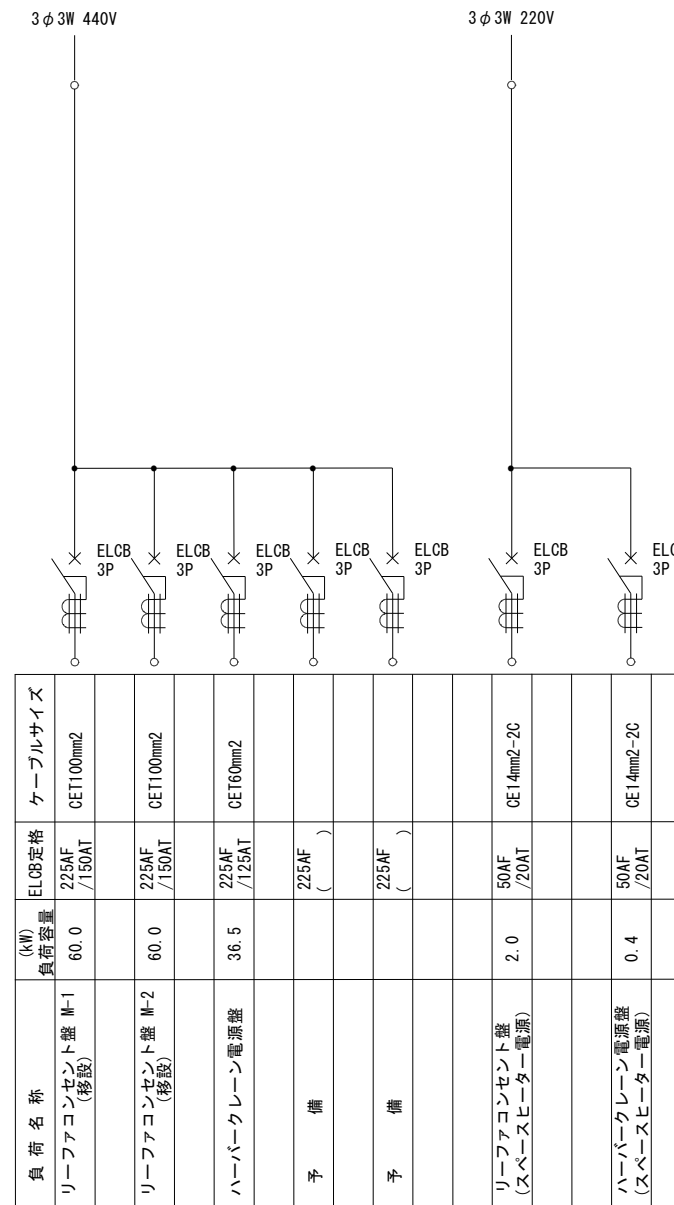 3φ3W 440V
3φ3W 220V
ELCB
3P
ELCB
3P
ELCB
3P
ELCB
3P
ELCB
3P
ELCB
3P
ELC
3P
ケーブルサイズ
CET100mm2
CET100mm2
CET60mm2
CE14mm2-2C
CE14mm2-2C
ELCB定格
225AF
/150AT
225AF
/150AT
225AF
/125AT
225AF
( )
225AF
( )
50AF
/20AT
50AF
/20AT
(kW)
負荷容量
60.0
60.0
36.5
2.0
0.4
負荷名称
リーファコンセント盤 M-1
(移設)
リーファコンセント盤 M-2
(移設)
ハーバークレーン電源盤
予 備
予 備
リーファコンセント盤
(スペースヒーター電源)
ハーバークレーン電源盤
(スペースヒーター電源)